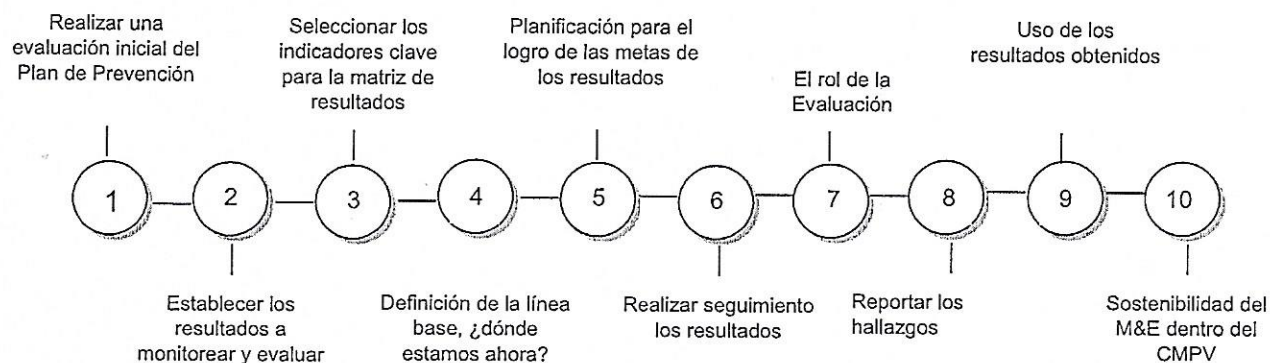 Realizar una
evaluación inicial del
Plan de Prevención
Seleccionar los
indicadores clave
para la matriz de
resultados
Planificación para el
logro de las metas de
los resultados
El rol de la
Evaluación
Uso de los
resultados obtenidos
1
2
3
4
5
6
7
8
9
10
Establecer los
resultados a
monitorear y evaluar
Definición de la línea
base, ¿dónde
estamos ahora?
Realizar seguimiento
los resultados
Reportar los
hallazgos
Sostenibilidad del
M&E dentro del
CMPV